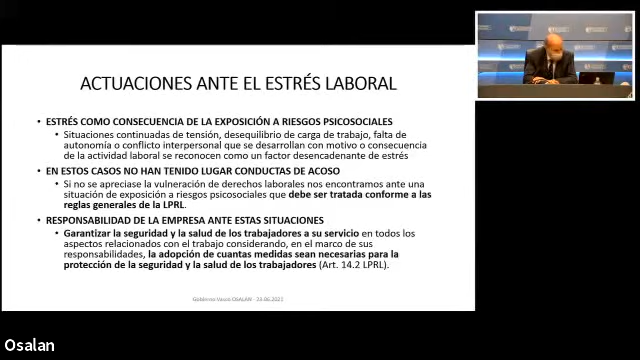 ACTUACIONES ANTE EL ESTRÉS LABORAL
• ESTRÉS COMO CONSECUENCIA DE LA EXPOSICIÓN A RIESGOS PSICOSOCIALES
• Situaciones continuadas de tensión, desequilibrio de carga de trabajo, falta de
autonomía o conflicto interpersonal que se desarrollan con motivo o consecuencia
de la actividad laboral se reconocen como un factor desencadenante de estrés
• EN ESTOS CASOS NO HAN TENIDO LUGAR CONDUCTAS DE ACOSO
• Si no se apreciase la vulneración de derechos laborales nos encontramos ante una
situación de exposición a riesgos psicosociales que debe ser tratada conforme a las
reglas generales de la LPRL.
• RESPONSABILIDAD DE LA EMPRESA ANTE ESTAS SITUACIONES
• Garantizar la seguridad y la salud de los trabajadores a su servicio en todos los
aspectos relacionados con el trabajo considerando, en el marco de sus
responsabilidades, la adopción de cuantas medidas sean necesarias para la
protección de la seguridad y la salud de los trabajadores (Art. 14.2 LPRL).
Gobierno Vasco OSALAN - 23.06.2021
Osalan